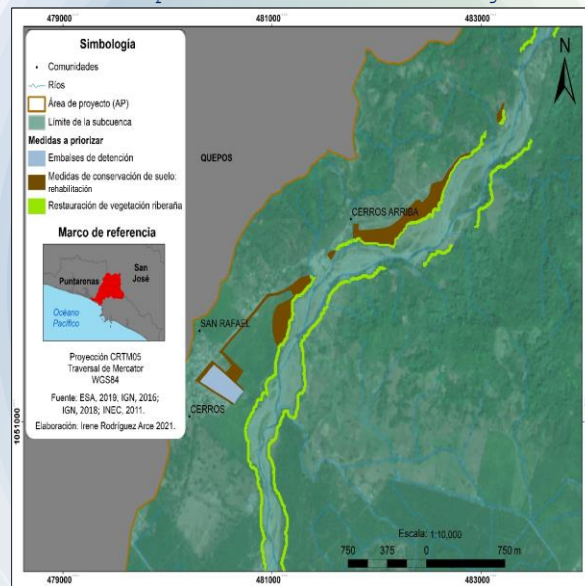 479000
481000
483000
Simbología
Comunidades
Ríos
Área de proyecto (AP)
Límite de la subcuenca
Medidas a priorizar
Embalses de detención
Medidas de conservación de suelo:
rehabilitación
Restauración de vegetación riberaña
Marco de referencia
Puntarenas
San
José
Océano
Pacífico
Proyección CRTM05
Traversal de Mercator
WGS84
Fuente: ESA, 2019; IGN, 2016;
IGN, 2018; INEC, 2011.
Elaboración: Irene Rodríguez Arce 2021.
N
QUEPOS
CERROS ARRIBA
SAN RAFAEL
CERROS
1051000
Escala: 1:10,000
750 375 0 750 m
479000
481000
483000